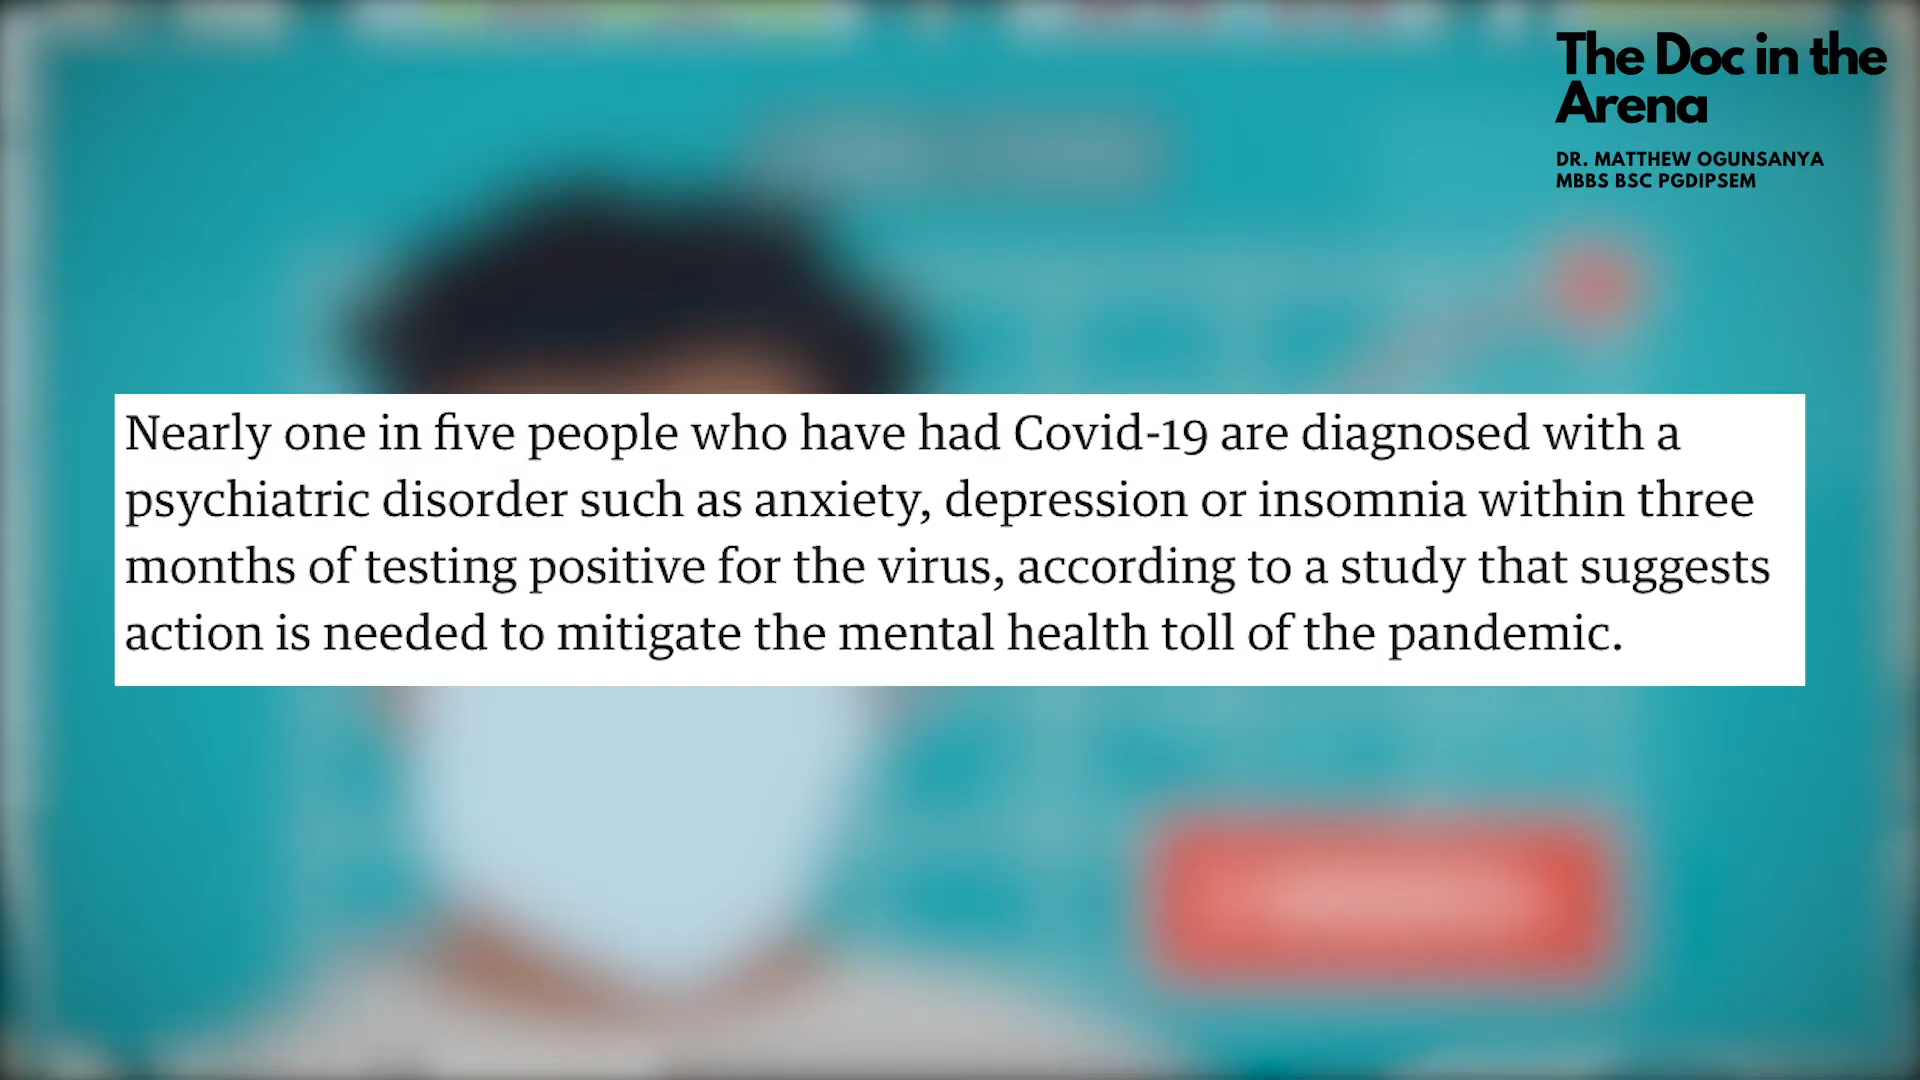 The Doc in the
Arena
DR. MATTHEW OGUNSANYA
MBBS BSC PGDIPSEM
Nearly one in five people who have had Covid-19 are diagnosed with a
psychiatric disorder such as anxiety, depression or insomnia within three
months of testing positive for the virus, according to a study that suggests
action is needed to mitigate the mental health toll of the pandemic.